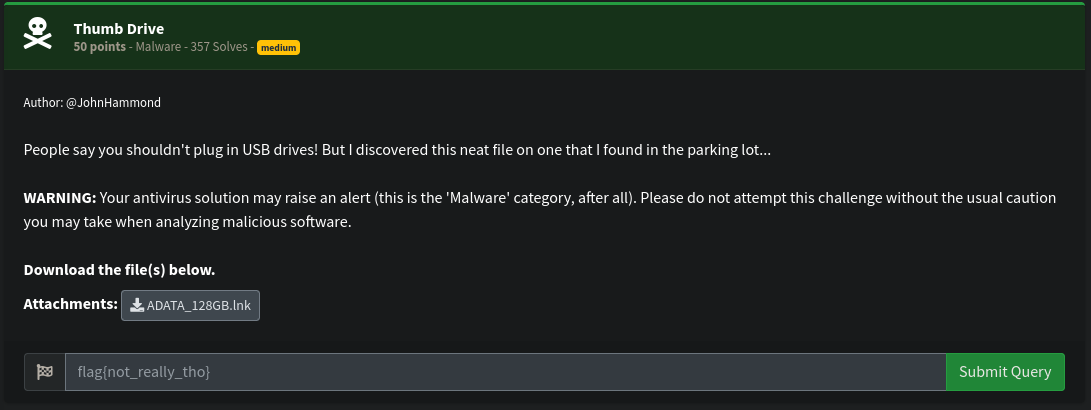 Thumb Drive
50 points - Malware - 357 Solves - medium
Author: @JohnHammond
People say you shouldn't plug in USB drives! But I discovered this neat file on one that I found in the parking lot...
WARNING: Your antivirus solution may raise an alert (this is the 'Malware' category, after all). Please do not attempt this challenge without the usual caution
you may take when analyzing malicious software.
Download the file(s) below.
Attachments: ADATA_128GB.lnk
flag{not_really_tho} Submit Query